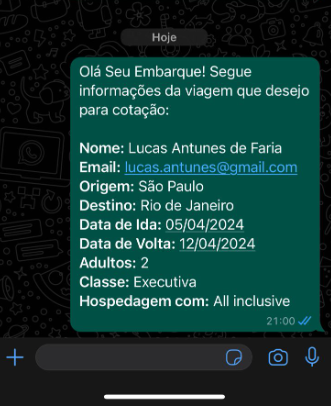 Hoje
Olá Seu Embarque! Segue
informações da viagem que desejo
para cotação:
Nome: Lucas Antunes de Faria
Email: lucas.antunes@gmail.com
Origem: São Paulo
Destino: Rio de Janeiro
Data de Ida: 05/04/2024
Data de Volta: 12/04/2024
Adultos: 2
Classe: Executiva
Hospedagem com: All inclusive
21:00